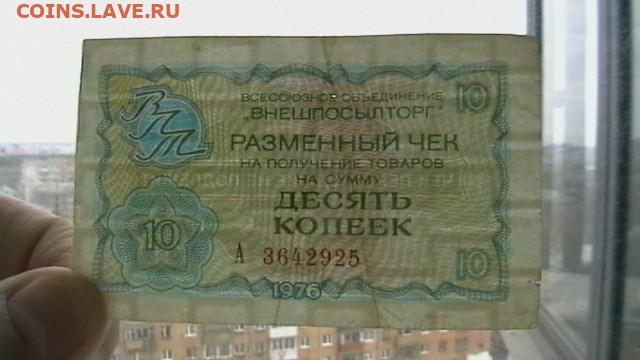 COINS.LAVE.RU
ВСЕСОЮЗНОЕ ОБЪЕДИНЕНИЕ
10
„ВНЕШПОСЫЛТОРГ"
ВПТ
РАЗМЕННЫЙ ЧЕК
НА ПОЛУЧЕНИЕ ТОВАРОВ
НА СУММУ
ДЕСЯТЬ
КОПЕЕК
10
А 3642925
10
1976